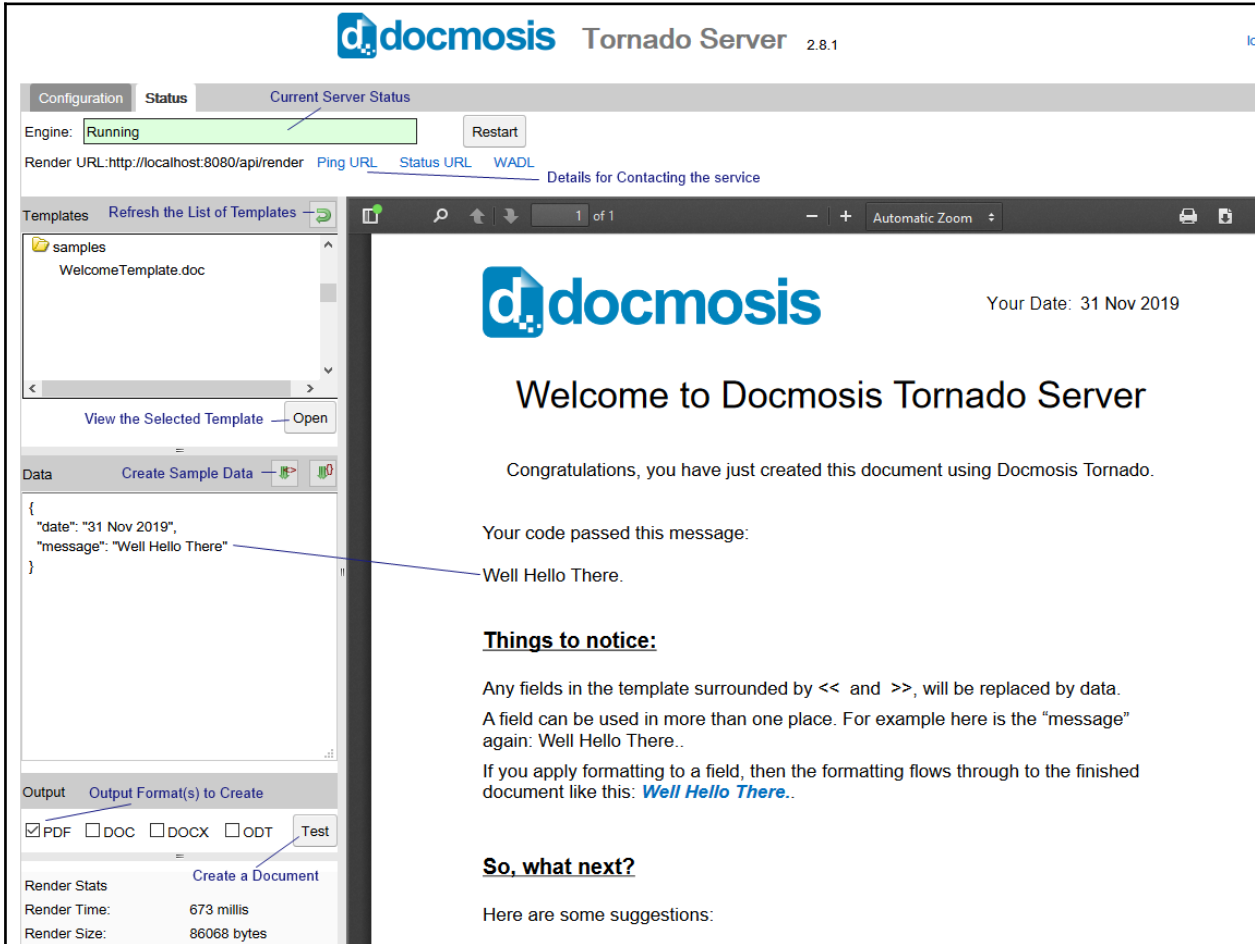 d. docmosis Tornado Server 2.8.1
Configuration Status Current Server Status
Engine: Running Restart
Render URL:http://localhost:8080/api/render Ping URL Status URL WADL
Details for Contacting the service
Templates Refresh the List of Templates
samples
WelcomeTemplate.doc
View the Selected Template Open
Data Create Sample Data
{
"date": "31 Nov 2019",
"message": "Well Hello There"
}
Output Output Format(s) to Create
PDF DOC DOCX ODT Test
Create a Document
Render Stats
Render Time: 673 millis
Render Size: 86068 bytes
1 of 1 − + Automatic Zoom
d. docmosis Your Date: 31 Nov 2019
Welcome to Docmosis Tornado Server
Congratulations, you have just created this document using Docmosis Tornado.
Your code passed this message:
Well Hello There.
Things to notice:
Any fields in the template surrounded by << and >>, will be replaced by data.
A field can be used in more than one place. For example here is the “message”
again: Well Hello There..
If you apply formatting to a field, then the formatting flows through to the finished
document like this: Well Hello There..
So, what next?
Here are some suggestions: